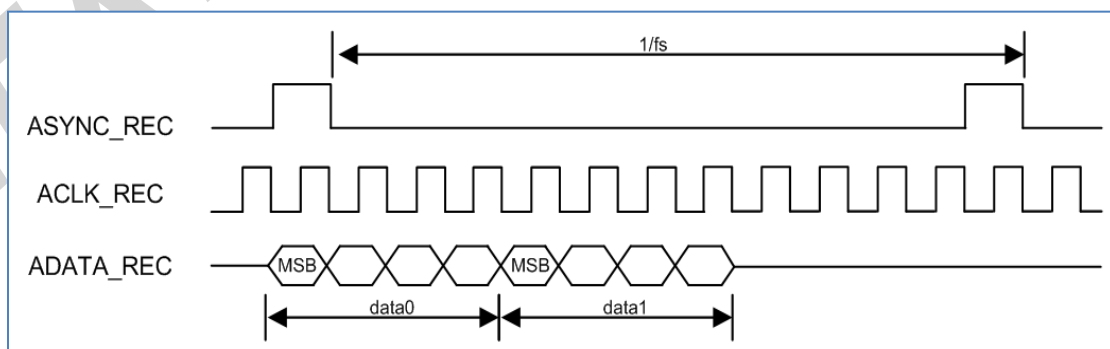 1/fs
ASYNC_REC
ACLK_REC
ADATA_REC
MSB MSB
data0 data1